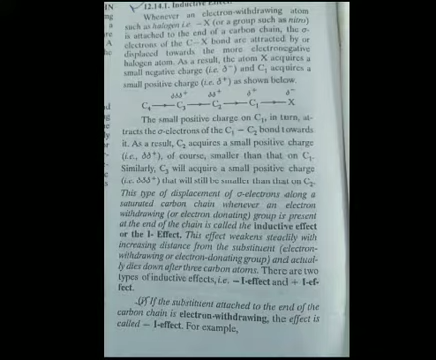 12.14.1. Inductive Effect
Whenever an electron-withdrawing atom
such as halogen i.e. −X (or a group such as nitro)
is attached to the end of a carbon chain, the σ-
electrons of the C−X bond are attracted by or
displaced towards the more electronegative
halogen atom. As a result, the atom X acquires a
small negative charge (i.e. δ⁻) and C₁ acquires a
small positive charge (i.e. δ⁺) as shown below.
δδδ⁺ δδ⁺ δ⁺ δ⁻
C₄→C₃→C₂→C₁→X
The small positive charge on C₁, in turn, at-
tracts the σ-electrons of the C₁ − C₂ bond towards
it. As a result, C₂ acquires a small positive charge
(i.e., δδ⁺), of course, smaller than that on C₁.
Similarly, C₃ will acquire a small positive charge
(i.e. δδδ⁺) that will still be smaller than that on C₂.
This type of displacement of σ-electrons along a
saturated carbon chain whenever an electron
withdrawing (or electron donating) group is present
at the end of the chain is called the inductive effect
or the I- Effect. This effect weakens steadily with
increasing distance from the substituent (electron-
withdrawing or electron-donating group) and actual-
ly dies down after three carbon atoms. There are two
types of inductive effects, i.e. −I-effect and + I-ef-
fect.
(i) If the substituent attached to the end of the
carbon chain is electron-withdrawing, the effect is
called − I-effect. For example,